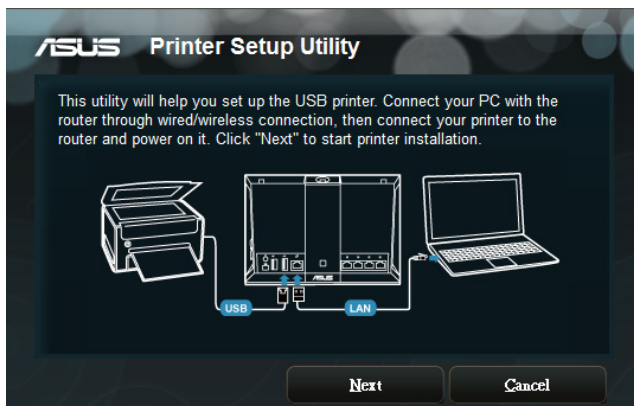 ASUS Printer Setup Utility
This utility will help you set up the USB printer. Connect your PC with the
router through wired/wireless connection, then connect your printer to the
router and power on it. Click "Next" to start printer installation.
ASUS
USB
LAN
Next
Cancel